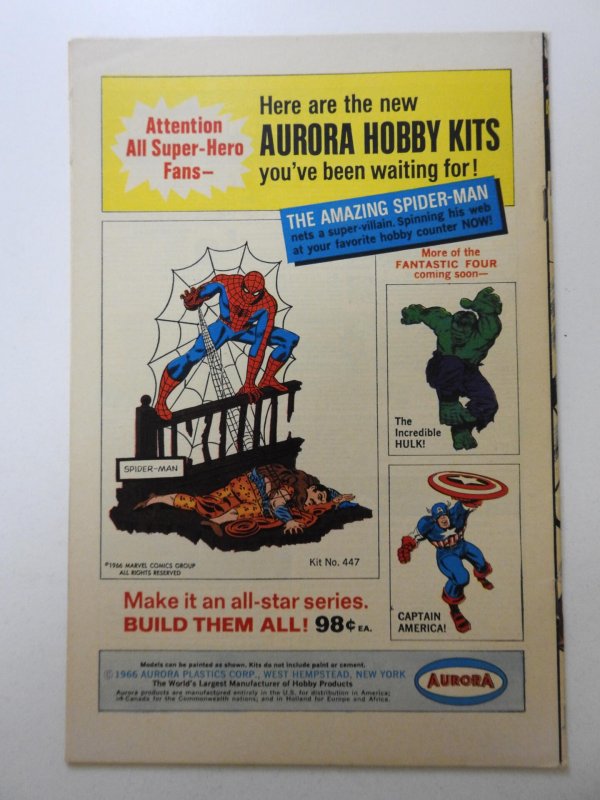 Attention
All Super-Hero
Fans—
Here are the new
AURORA HOBBY KITS
you've been waiting for!
THE AMAZING SPIDER-MAN
nets a super-villain. Spinning his web
at your favorite hobby counter NOW!
More of the
FANTASTIC FOUR
coming soon—
The
Incredible
HULK!
SPIDER-MAN
©1966 MARVEL COMICS GROUP
ALL RIGHTS RESERVED
Kit No. 447
CAPTAIN
AMERICA!
Make it an all-star series.
BUILD THEM ALL! 98¢ EA.
Models can be painted as shown. Kits do not include paint or cement.
© 1966 AURORA PLASTICS CORP., WEST HEMPSTEAD, NEW YORK
The World's Largest Manufacturer of Hobby Products
Aurora products are manufactured entirely in the U.S. for distribution in America;
in Canada for the Commonwealth nations; and in Holland for Europe and Africa.
AURORA